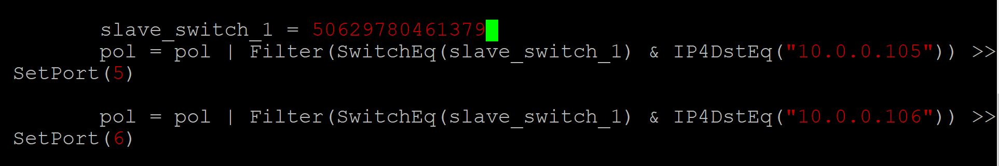 slave_switch_1 = 50629780461379
pol = pol | Filter(SwitchEq(slave_switch_1) & IP4DstEq("10.0.0.105")) >>
SetPort(5)
pol = pol | Filter(SwitchEq(slave_switch_1) & IP4DstEq("10.0.0.106")) >>
SetPort(6)